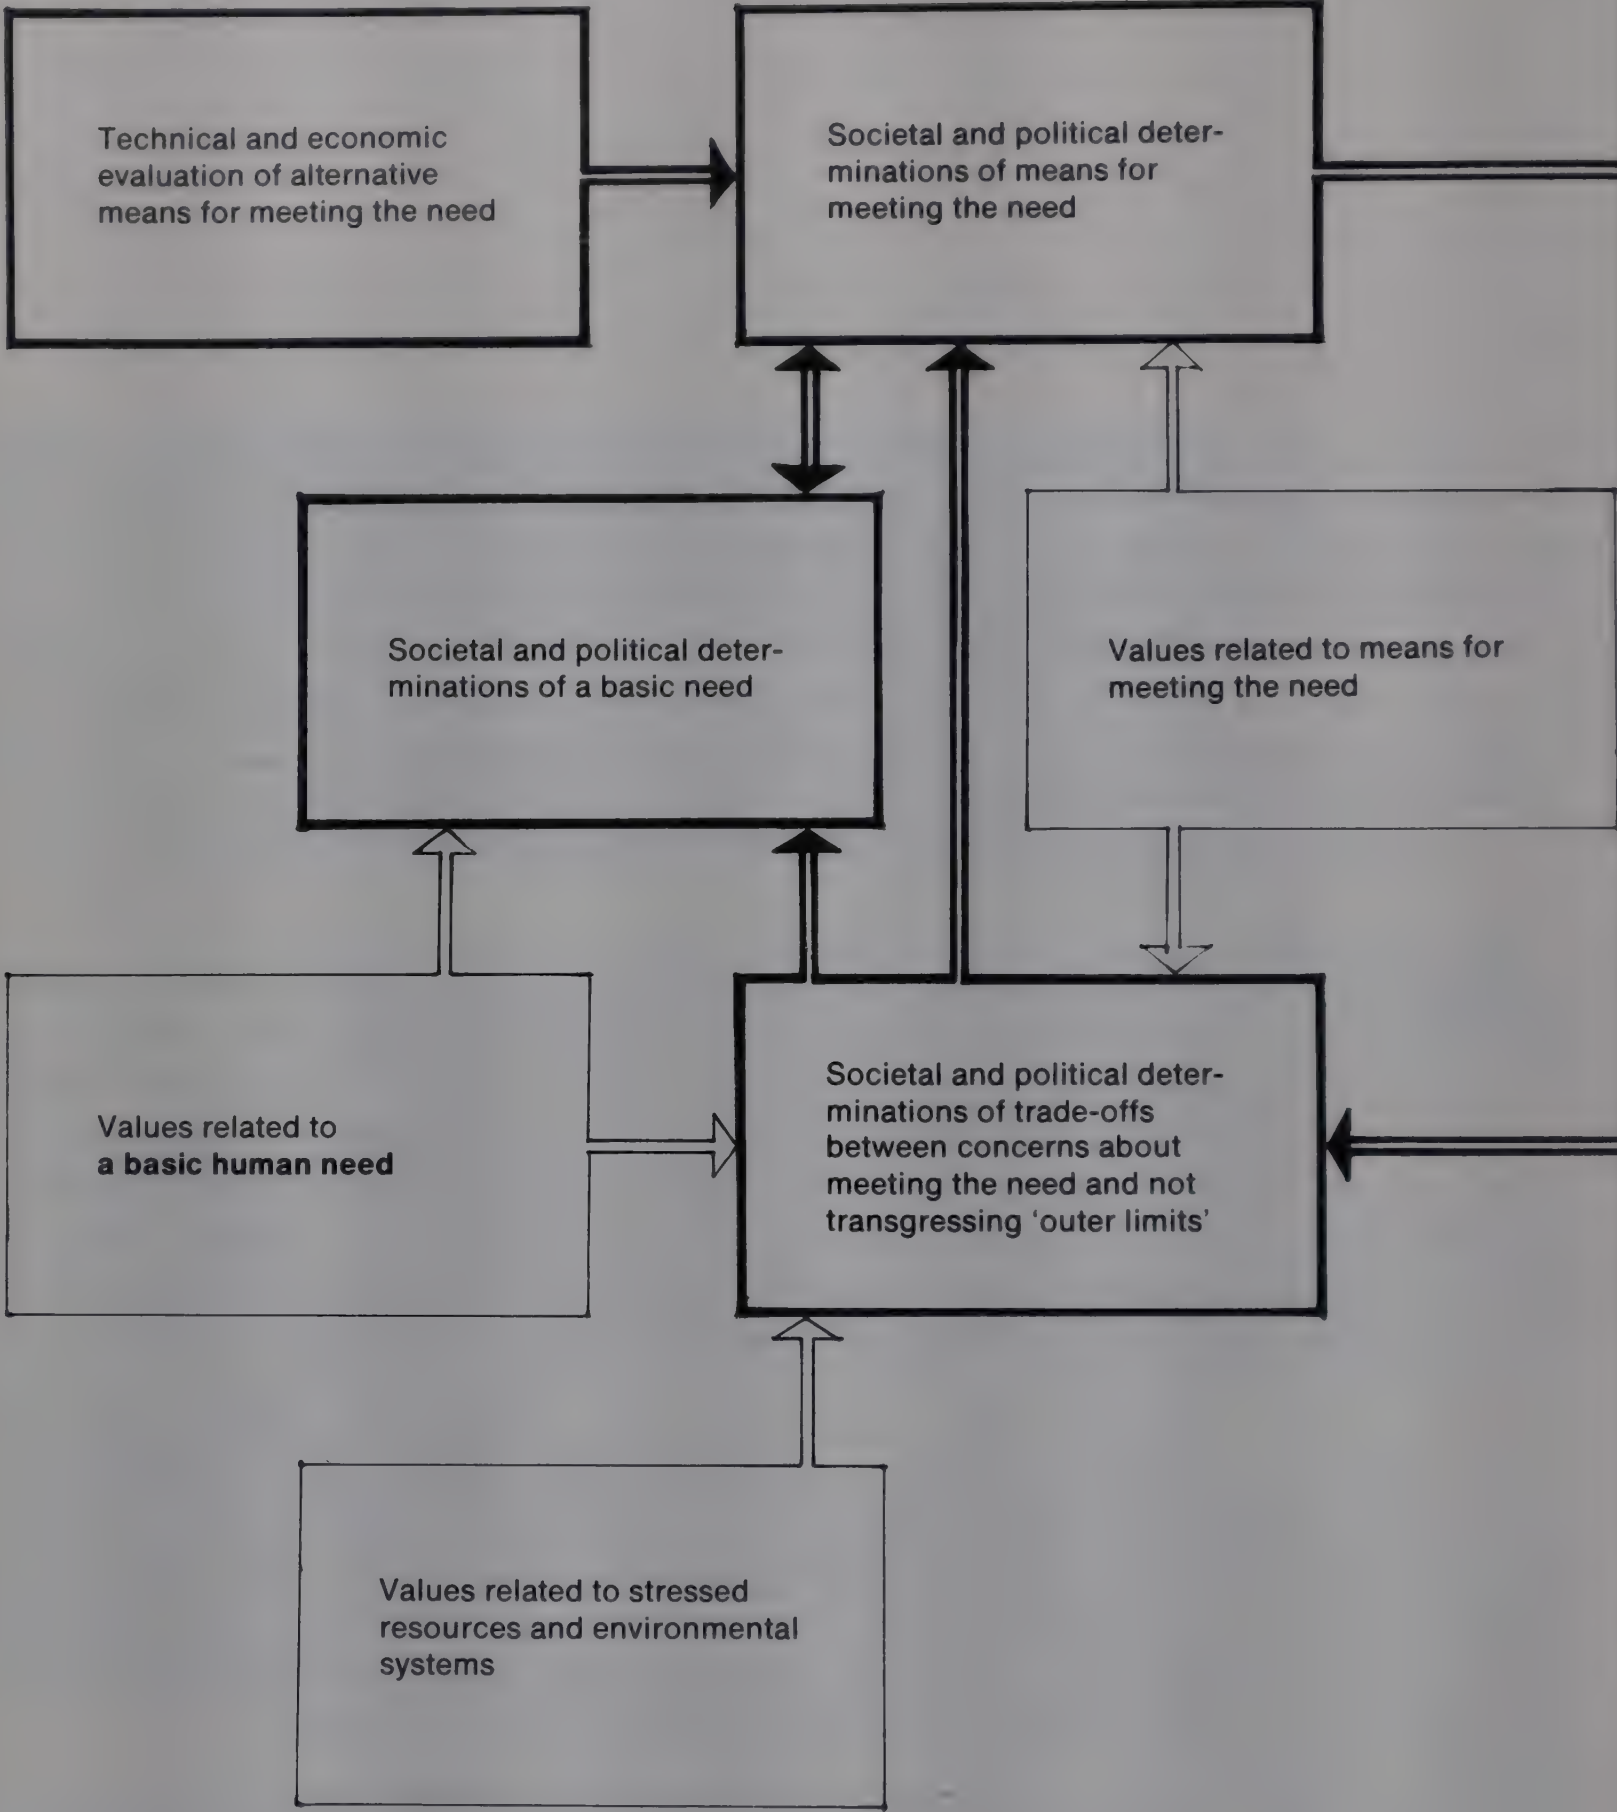 Technical and economic
evaluation of alternative
means for meeting the need
Societal and political deter-
minations of means for
meeting the need
Societal and political deter-
minations of a basic need
Values related to means for
meeting the need
Values related to
a basic human need
Societal and political deter-
minations of trade-offs
between concerns about
meeting the need and not
transgressing ‘outer limits’
Values related to stressed
resources and environmental
systems